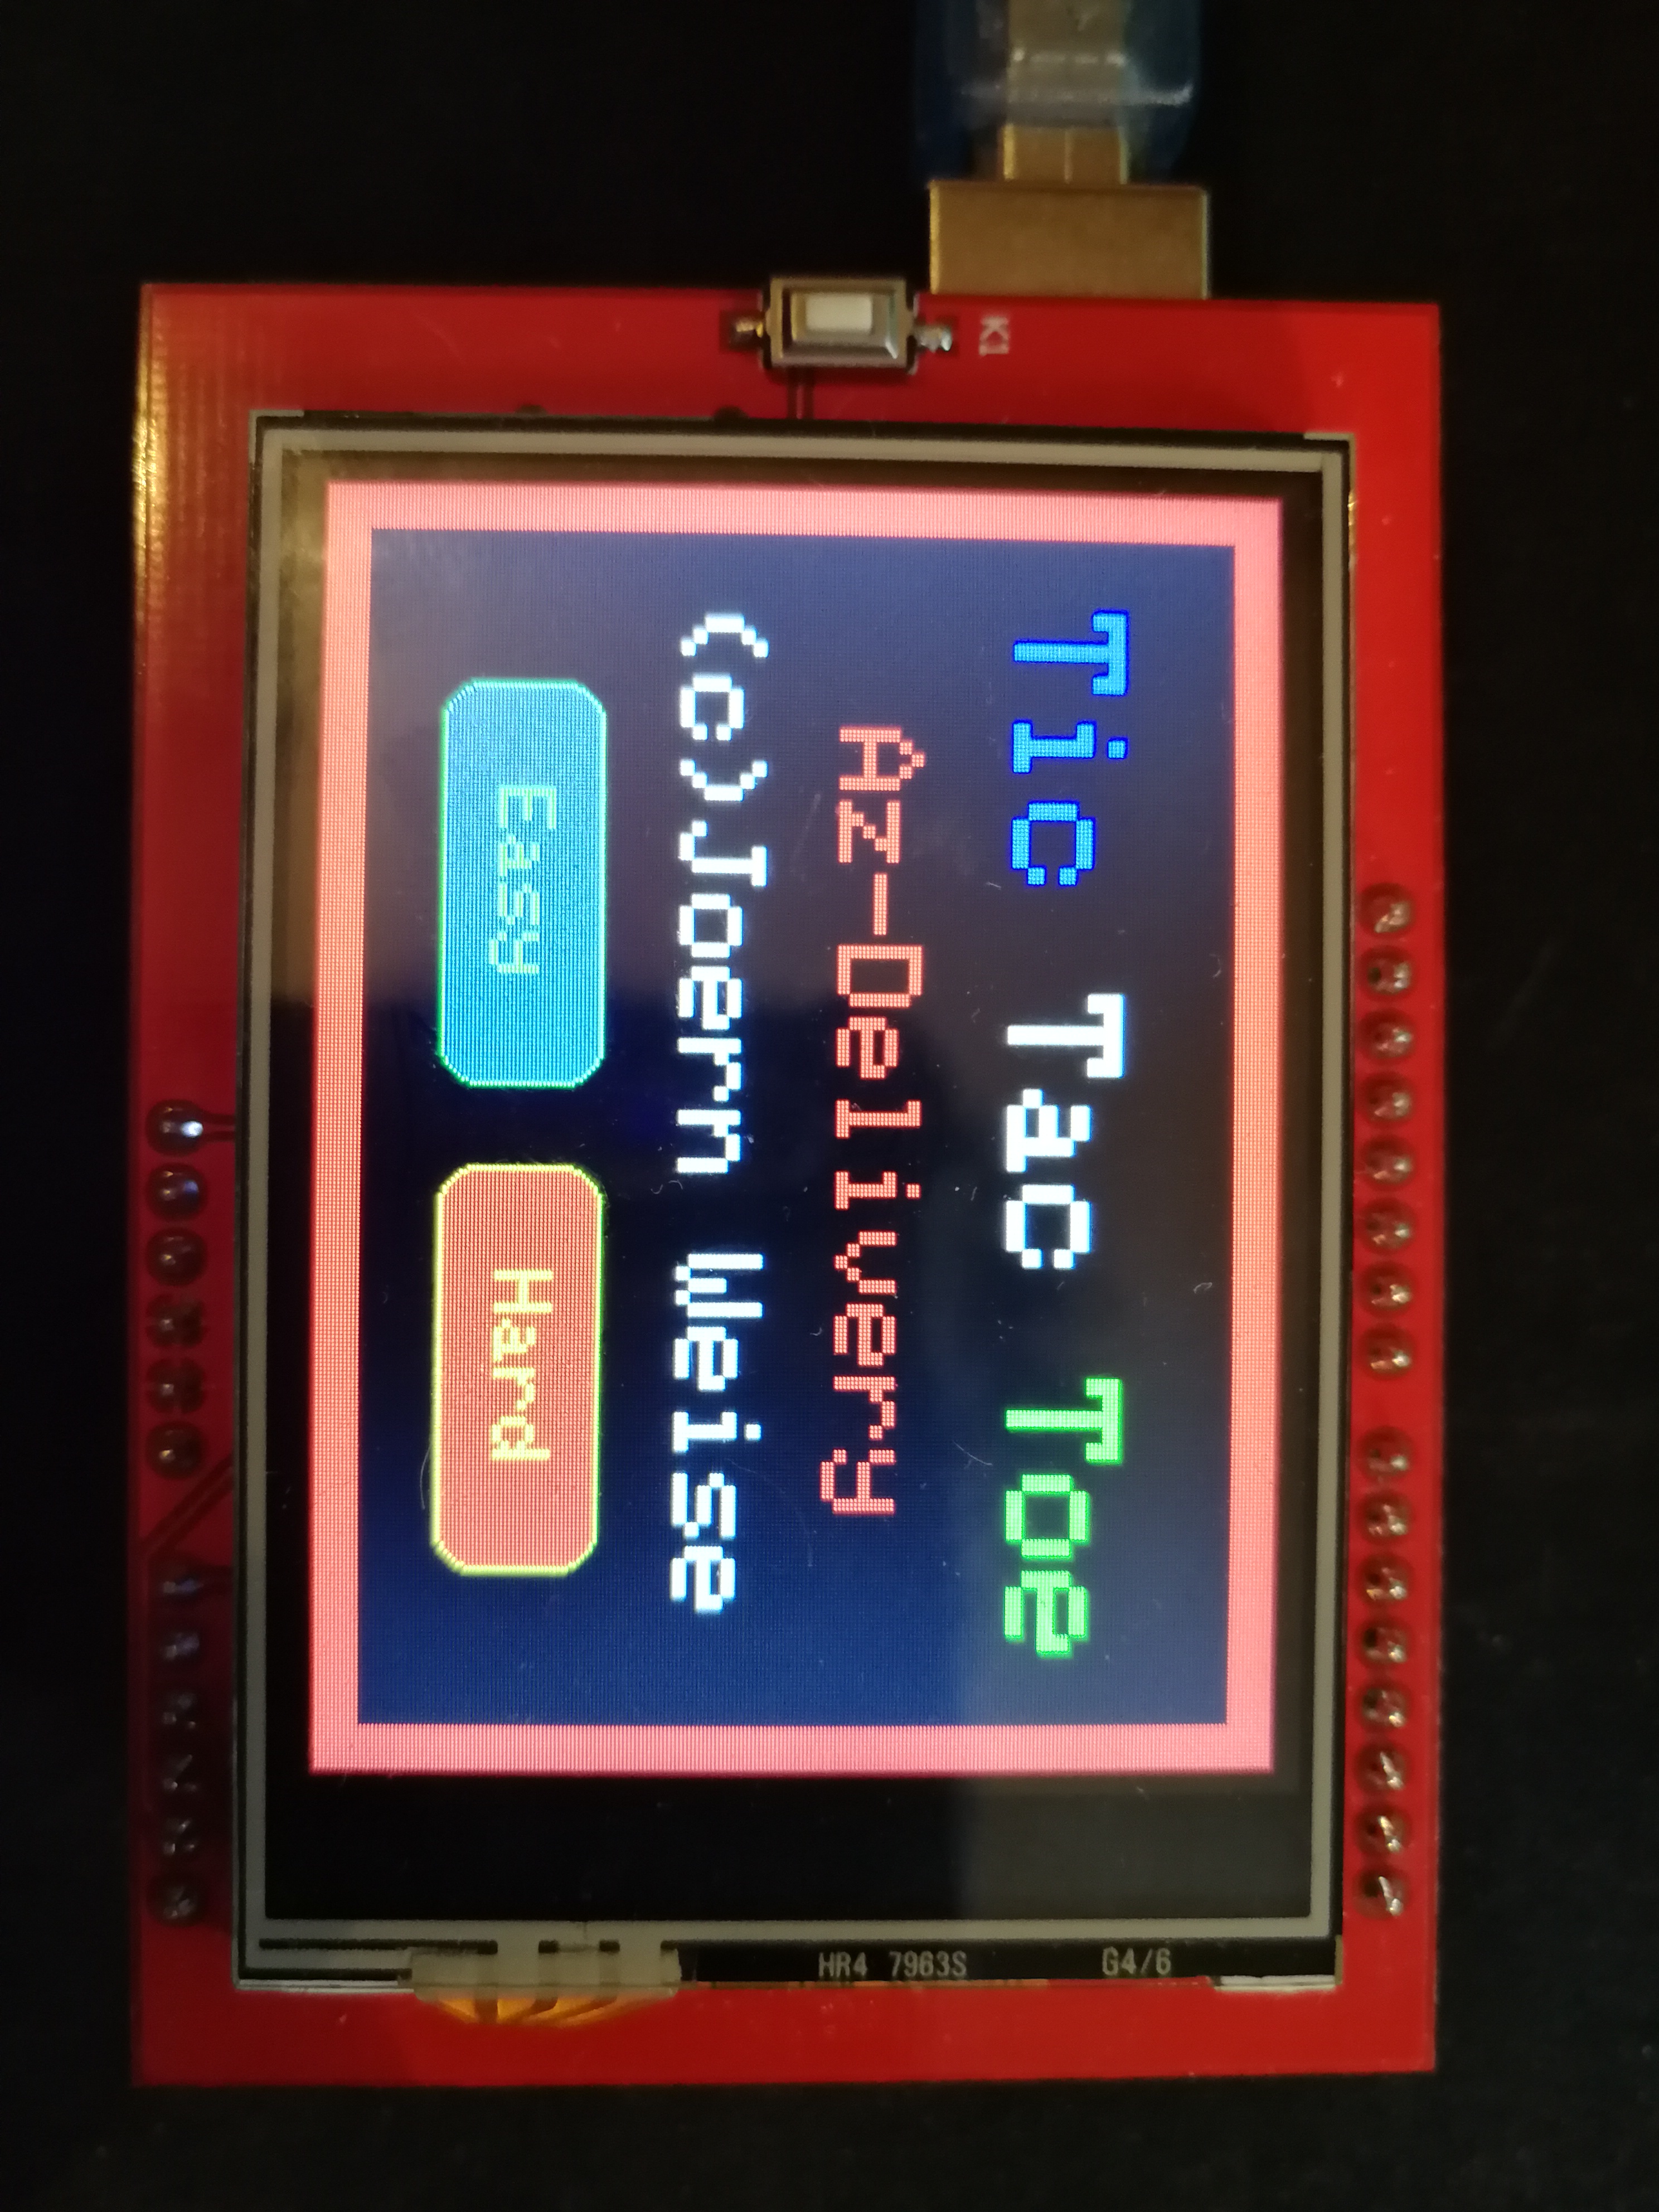 Tic Tac Toe
Az-Delivery
(c)Joern Weise
Easy Hard
K1
HR4 7963S G4/6